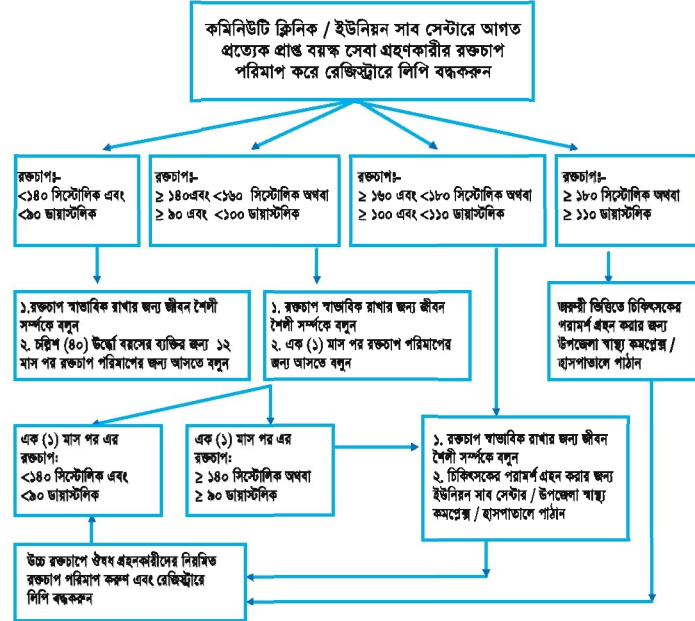 কমিনিউটি ক্লিনিক / ইউনিয়ন সাব সেন্টারে আগত
প্রত্যেক প্রাপ্ত বয়স্ক সেবা গ্রহণকারীর রক্তচাপ
পরিমাপ করে রেজিস্ট্রারে লিপি বদ্ধকরুন
রক্তচাপঃ-
<১৪০ সিস্টোলিক এবং
<৯০ ডায়াস্টলিক
রক্তচাপঃ-
≥ ১৪০এবং <১৬০ সিস্টোলিক অথবা
≥ ৯০ এবং <১০০ ডায়াস্টলিক
রক্তচাপঃ-
≥ ১৬০ এবং <১৮০ সিস্টোলিক অথবা
≥ ১০০ এবং <১১০ ডায়াস্টলিক
রক্তচাপঃ-
≥ ১৮০ সিস্টোলিক অথবা
≥ ১১০ ডায়াস্টলিক
১.রক্তচাপ স্বাভাবিক রাখার জন্য জীবন শৈলী
সর্ম্পকে বলুন
২. চল্লিশ (৪০) উর্দ্ধো বয়সের ব্যক্তির জন্য ১২
মাস পর রক্তচাপ পরিমাপের জন্য আসতে বলুন
১. রক্তচাপ স্বাভাবিক রাখার জন্য জীবন
শৈলী সর্ম্পকে বলুন
২. এক (১) মাস পর রক্তচাপ পরিমাপের
জন্য আসতে বলুন
জরুরী ভিত্তিতে চিকিৎসকের
পরামর্শ গ্রহন করার জন্য
উপজেলা স্বাস্থ্য কমপ্লেক্স /
হাসপাতালে পাঠান
এক (১) মাস পর এর
রক্তচাপ:
<১৪০ সিস্টোলিক এবং
<৯০ ডায়াস্টলিক
এক (১) মাস পর এর
রক্তচাপ:
≥ ১৪০ সিস্টোলিক অথবা
≥ ৯০ ডায়াস্টলিক
১. রক্তচাপ স্বাভাবিক রাখার জন্য জীবন
শৈলী সর্ম্পকে বলুন
২. চিকিৎসকের পরামর্শ গ্রহন করার জন্য
ইউনিয়ন সাব সেন্টার / উপজেলা স্বাস্থ্য
কমপ্লেক্স / হাসপাতালে পাঠান
উচ্চ রক্তচাপে ঔষধ গ্রহনকারীদের নিয়মিত
রক্তচাপ পরিমাপ করুণ এবং রেজিস্ট্রারে
লিপি বদ্ধকরুন